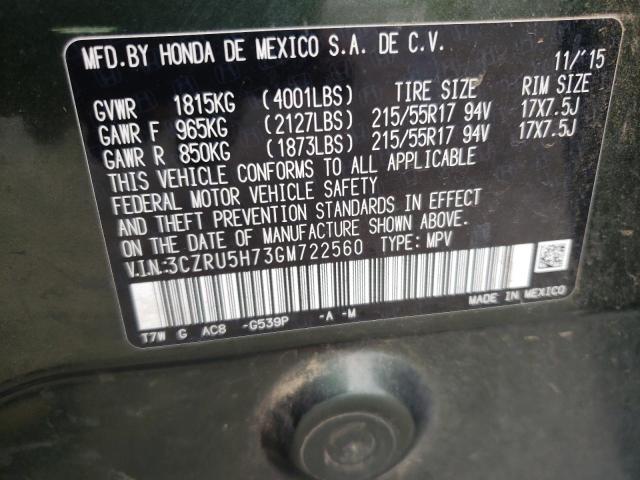 MFD.BY HONDA DE MEXICO S.A. DE C.V. 11/'15
GVWR 1815KG (4001LBS) TIRE SIZE RIM SIZE
GAWR F 965KG (2127LBS) 215/55R17 94V 17X7.5J
GAWR R 850KG (1873LBS) 215/55R17 94V 17X7.5J
THIS VEHICLE CONFORMS TO ALL APPLICABLE
FEDERAL MOTOR VEHICLE SAFETY
AND THEFT PREVENTION STANDARDS IN EFFECT
ON THE DATE OF MANUFACTURE SHOWN ABOVE.
V.I.N.:3CZRU5H73GM722560 TYPE: MPV
MADE IN MEXICO
T7W G AC8 -G539P -A -M